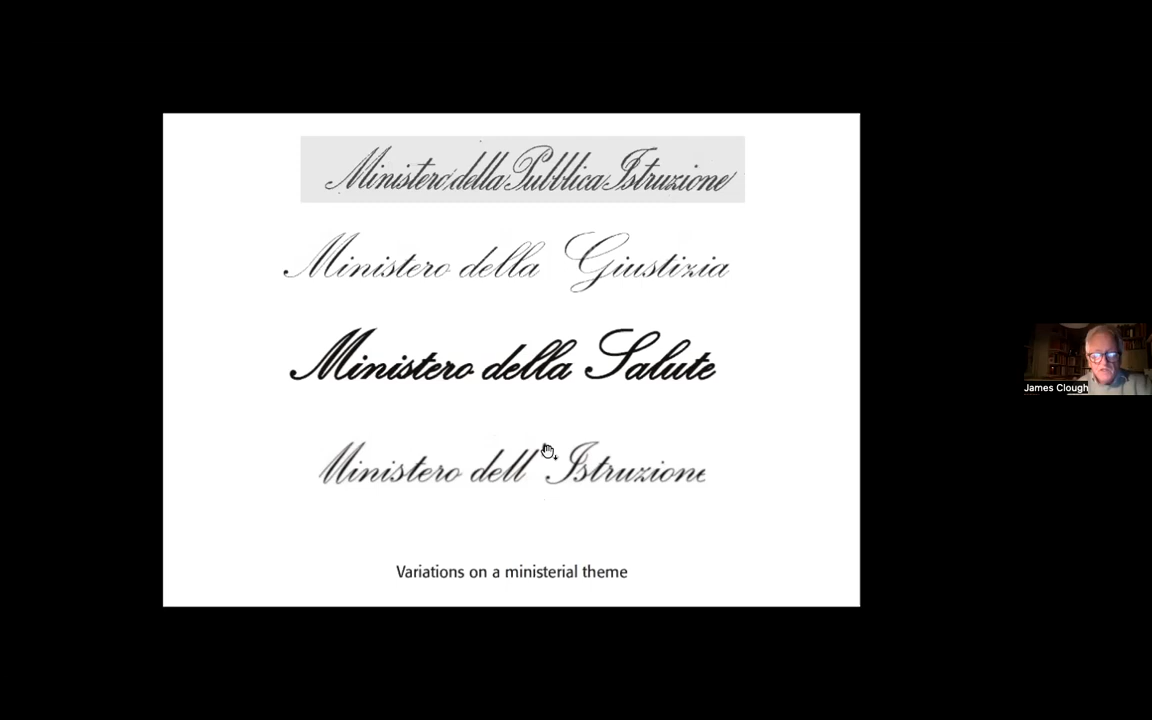 Ministero della Pubblica Istruzione
Ministero della Giustizia
Ministero della Salute
Ministero dell' Istruzione
Variations on a ministerial theme
James Clough